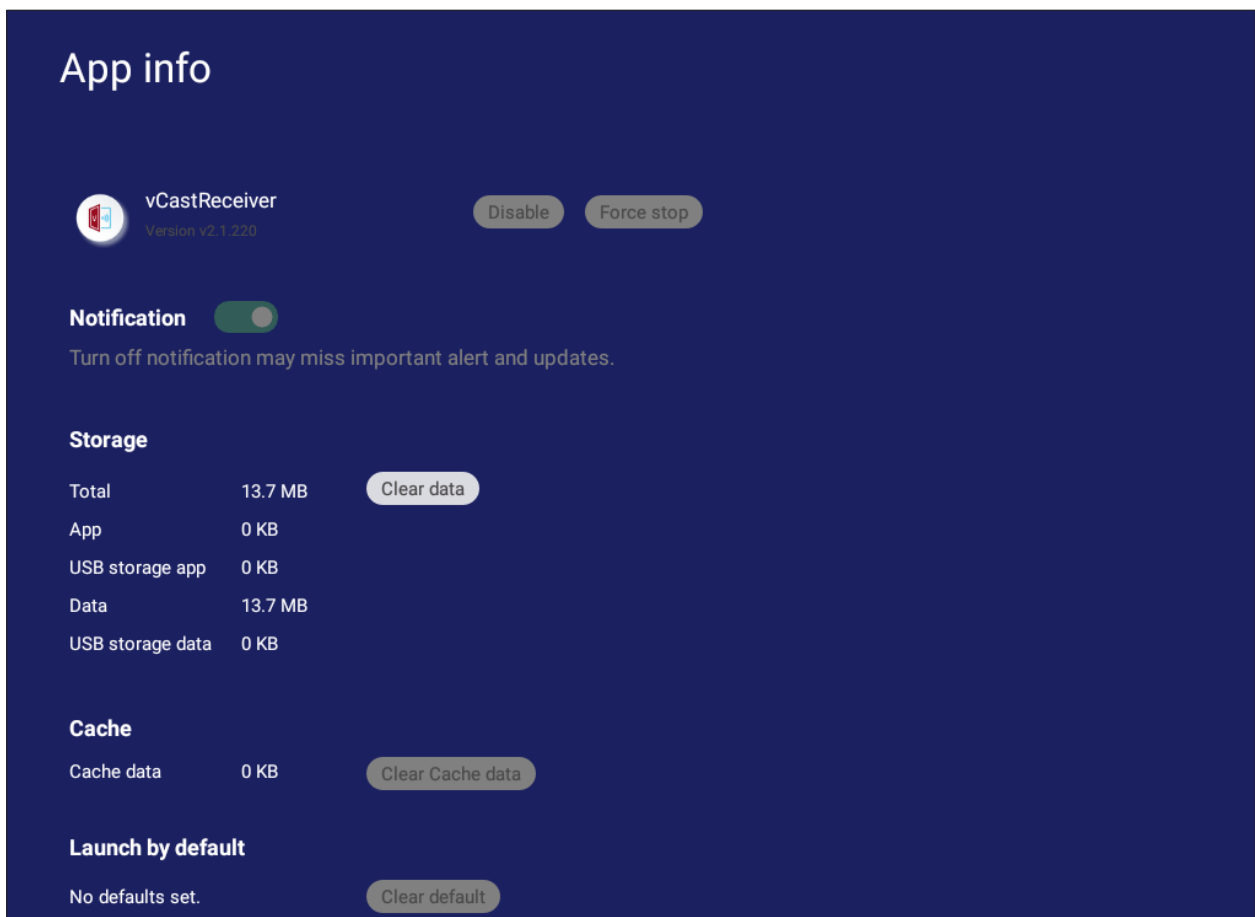 App info
vCastReceiver
Version v2.1.220
Disable
Force stop
Notification
Turn off notification may miss important alert and updates.
Storage
Total 13.7 MB Clear data
App 0 KB
USB storage app 0 KB
Data 13.7 MB
USB storage data 0 KB
Cache
Cache data 0 KB Clear Cache data
Launch by default
No defaults set. Clear default